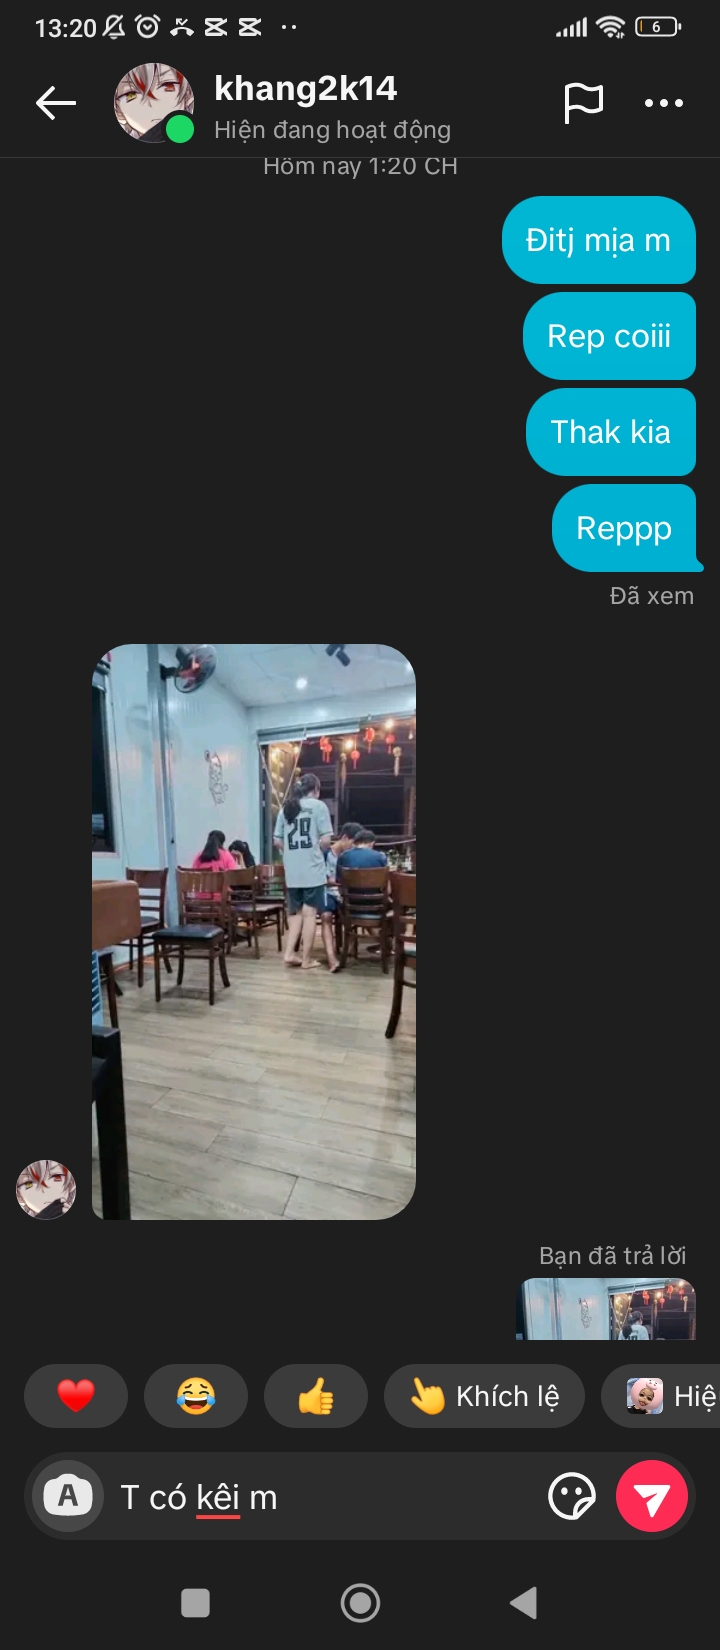 13:20
6
khang2k14
Hiện đang hoạt động
Hôm nay 1:20 CH
Đitj mịa m
Rep coiii
Thak kia
Reppp
Đã xem
29
Bạn đã trả lời
Khích lệ
Hiệ
A
T có kêi m